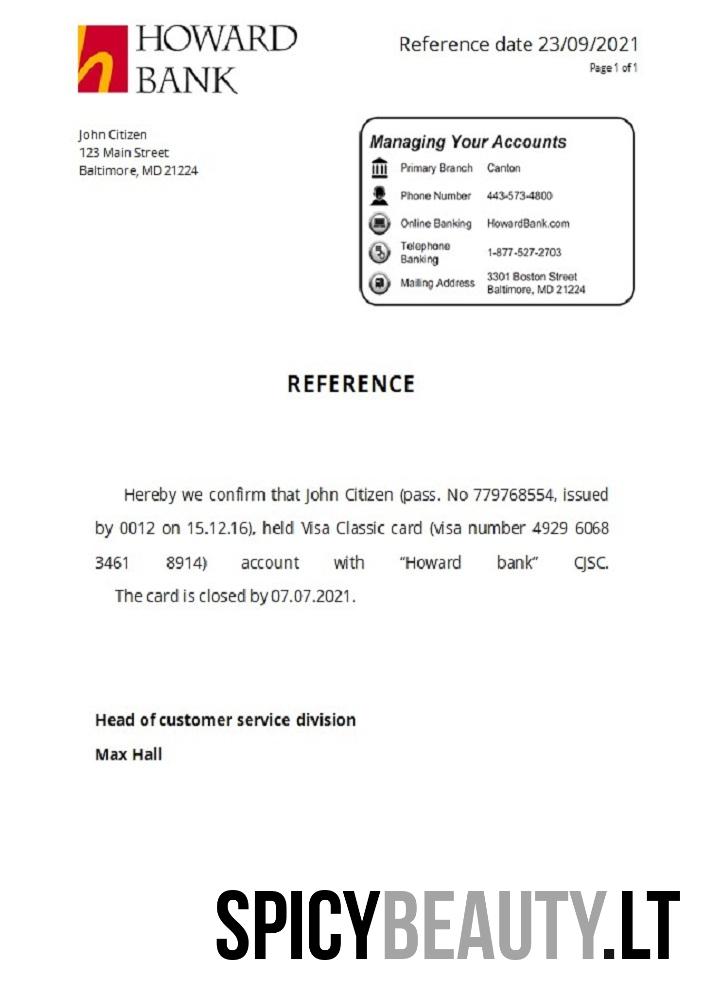 HOWARD
BANK
Reference date 23/09/2021
Page 1 of 1
John Citizen
123 Main Street
Baltimore, MD 21224
Managing Your Accounts
Primary Branch Canton
Phone Number 443-573-4800
Online Banking HowardBank.com
Telephone
Banking 1-877-527-2703
Mailing Address 3301 Boston Street
Baltimore, MD 21224
REFERENCE
Hereby we confirm that John Citizen (pass. No 779768554, issued
by 0012 on 15.12.16), held Visa Classic card (visa number 4929 6068
3461 8914) account with “Howard bank” CJSC.
The card is closed by 07.07.2021.
Head of customer service division
Max Hall
SPICYBEAUTY.LT